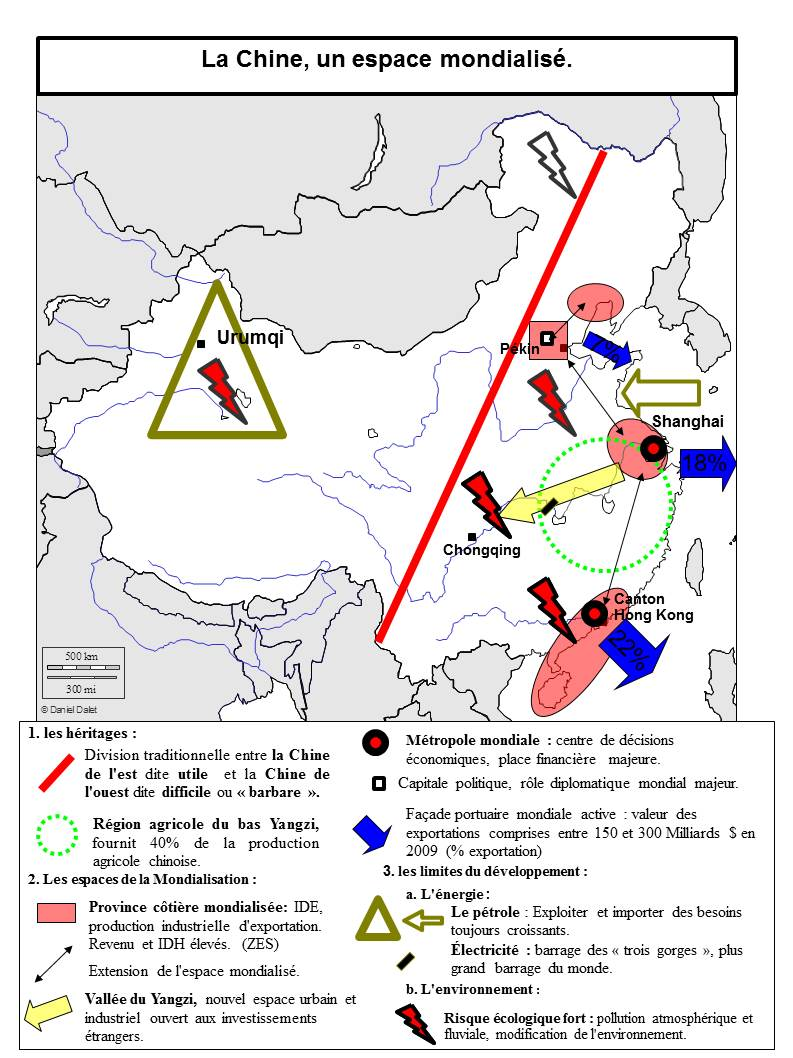 La Chine, un espace mondialisé.
Urumqi
Pékin
7%
Shanghai
18%
Chongqing
Canton
Hong Kong
22%
500 km
300 mi
© Daniel Dalet
1. les héritages :
Division traditionnelle entre la Chine
de l'est dite utile et la Chine de
l'ouest dite difficile ou « barbare ».
Région agricole du bas Yangzi,
fournit 40% de la production
agricole chinoise.
2. Les espaces de la Mondialisation :
Province côtière mondialisée: IDE,
production industrielle d'exportation.
Revenu et IDH élevés. (ZES)
Extension de l'espace mondialisé.
Vallée du Yangzi, nouvel espace urbain et
industriel ouvert aux investissements
étrangers.
Métropole mondiale : centre de décisions
économiques, place financière majeure.
Capitale politique, rôle diplomatique mondial majeur.
Façade portuaire mondiale active : valeur des
exportations comprises entre 150 et 300 Milliards $ en
2009 (% exportation)
3. les limites du développement :
a. L'énergie :
Le pétrole : Exploiter et importer des besoins
toujours croissants.
Électricité : barrage des « trois gorges », plus
grand barrage du monde.
b. L'environnement :
Risque écologique fort : pollution atmosphérique et
fluviale, modification de l'environnement.